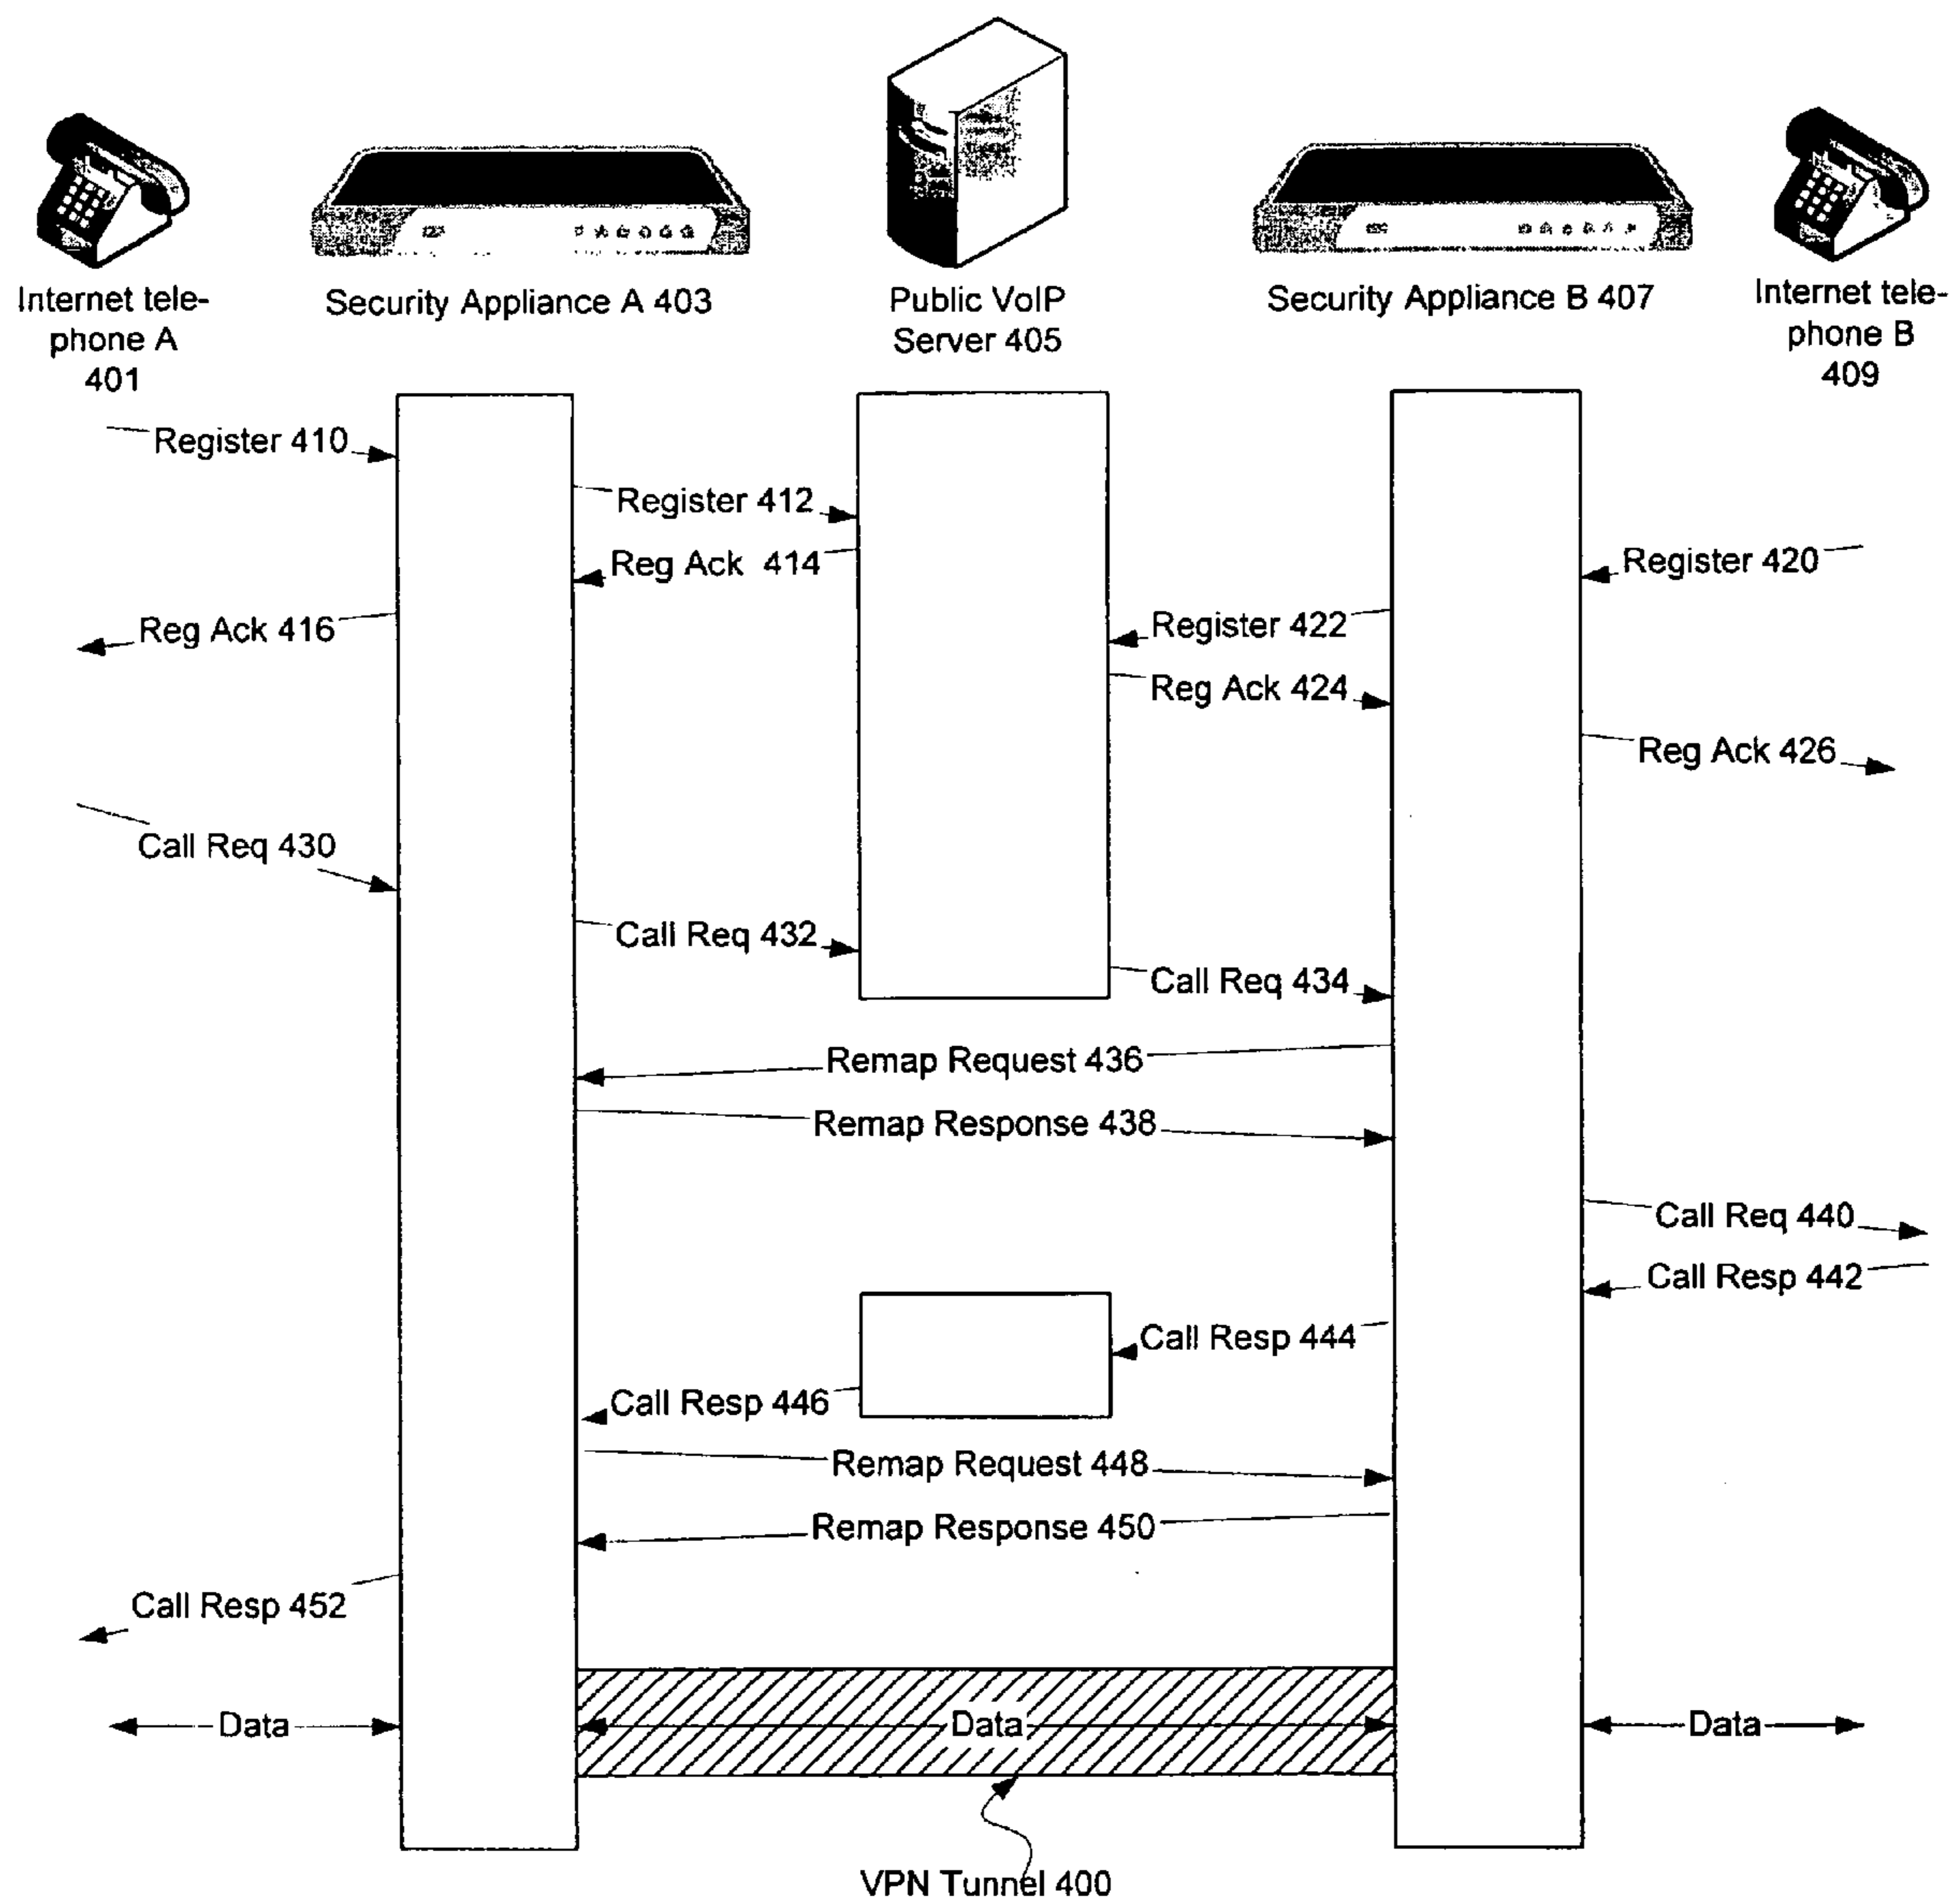 Internet tele-
phone A
401
Security Appliance A 403
Public VoIP
Server 405
Security Appliance B 407
Internet tele-
phone B
409
Register 410
Register 412
Reg Ack 414
Register 420
Reg Ack 416
Register 422
Reg Ack 424
Reg Ack 426
Call Req 430
Call Req 432
Call Req 434
Remap Request 436
Remap Response 438
Call Req 440
Call Resp 442
Call Resp 444
Call Resp 446
Remap Request 448
Remap Response 450
Call Resp 452
Data
Data
Data
VPN Tunnel 400